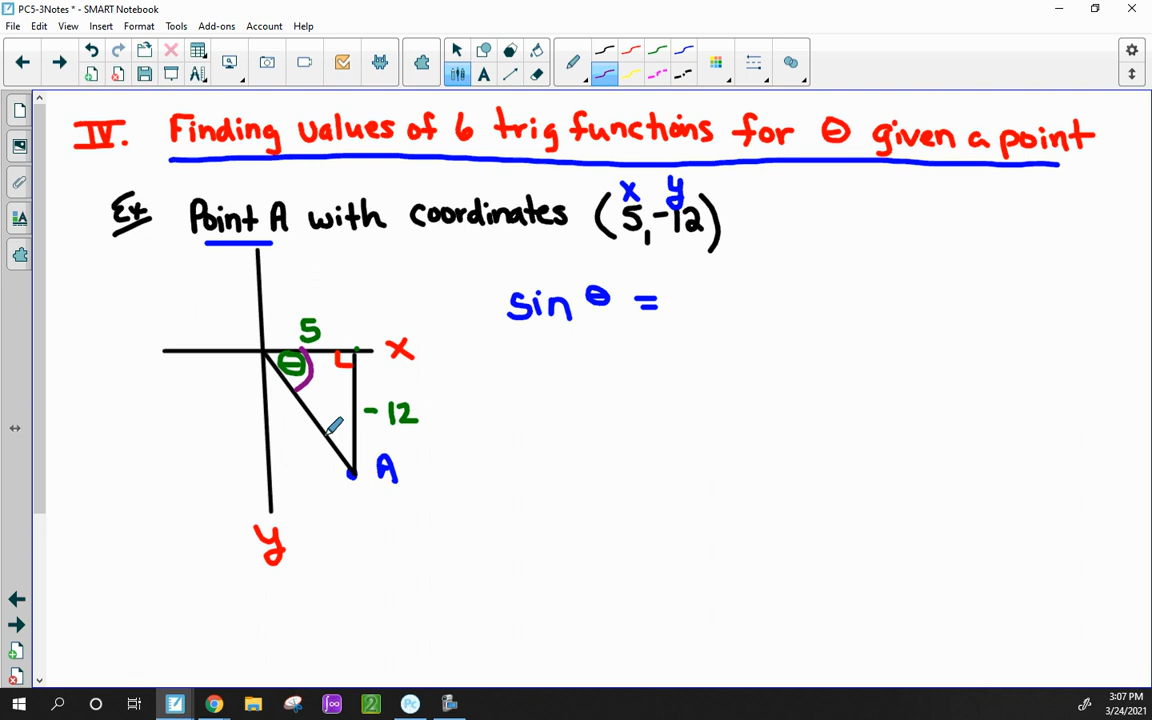 PC5-3Notes * - SMART Notebook
File Edit View Insert Format Tools Add-ons Account Help
IV. Finding values of 6 trig functions for θ given a point
x y
Ex Point A with coordinates (5, -12)
sin θ =
5
x
θ
-12
A
y
3:07 PM
3/24/2021